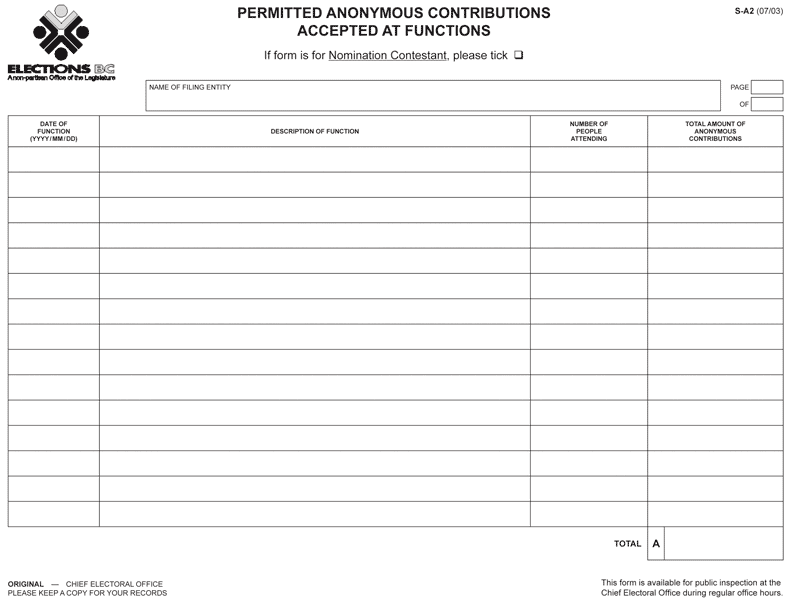 PERMITTED ANONYMOUS CONTRIBUTIONS
ACCEPTED AT FUNCTIONS
S-A2 (07/03)
If form is for Nomination Contestant, please tick ❑
ELECTIONS BC
A non-partisan Office of the Legislature
NAME OF FILING ENTITY
PAGE
OF
DATE OF
FUNCTION
(YYYY/MM/DD)
DESCRIPTION OF FUNCTION
NUMBER OF
PEOPLE
ATTENDING
TOTAL AMOUNT OF
ANONYMOUS
CONTRIBUTIONS
TOTAL A
ORIGINAL — CHIEF ELECTORAL OFFICE
PLEASE KEEP A COPY FOR YOUR RECORDS
This form is available for public inspection at the
Chief Electoral Office during regular office hours.